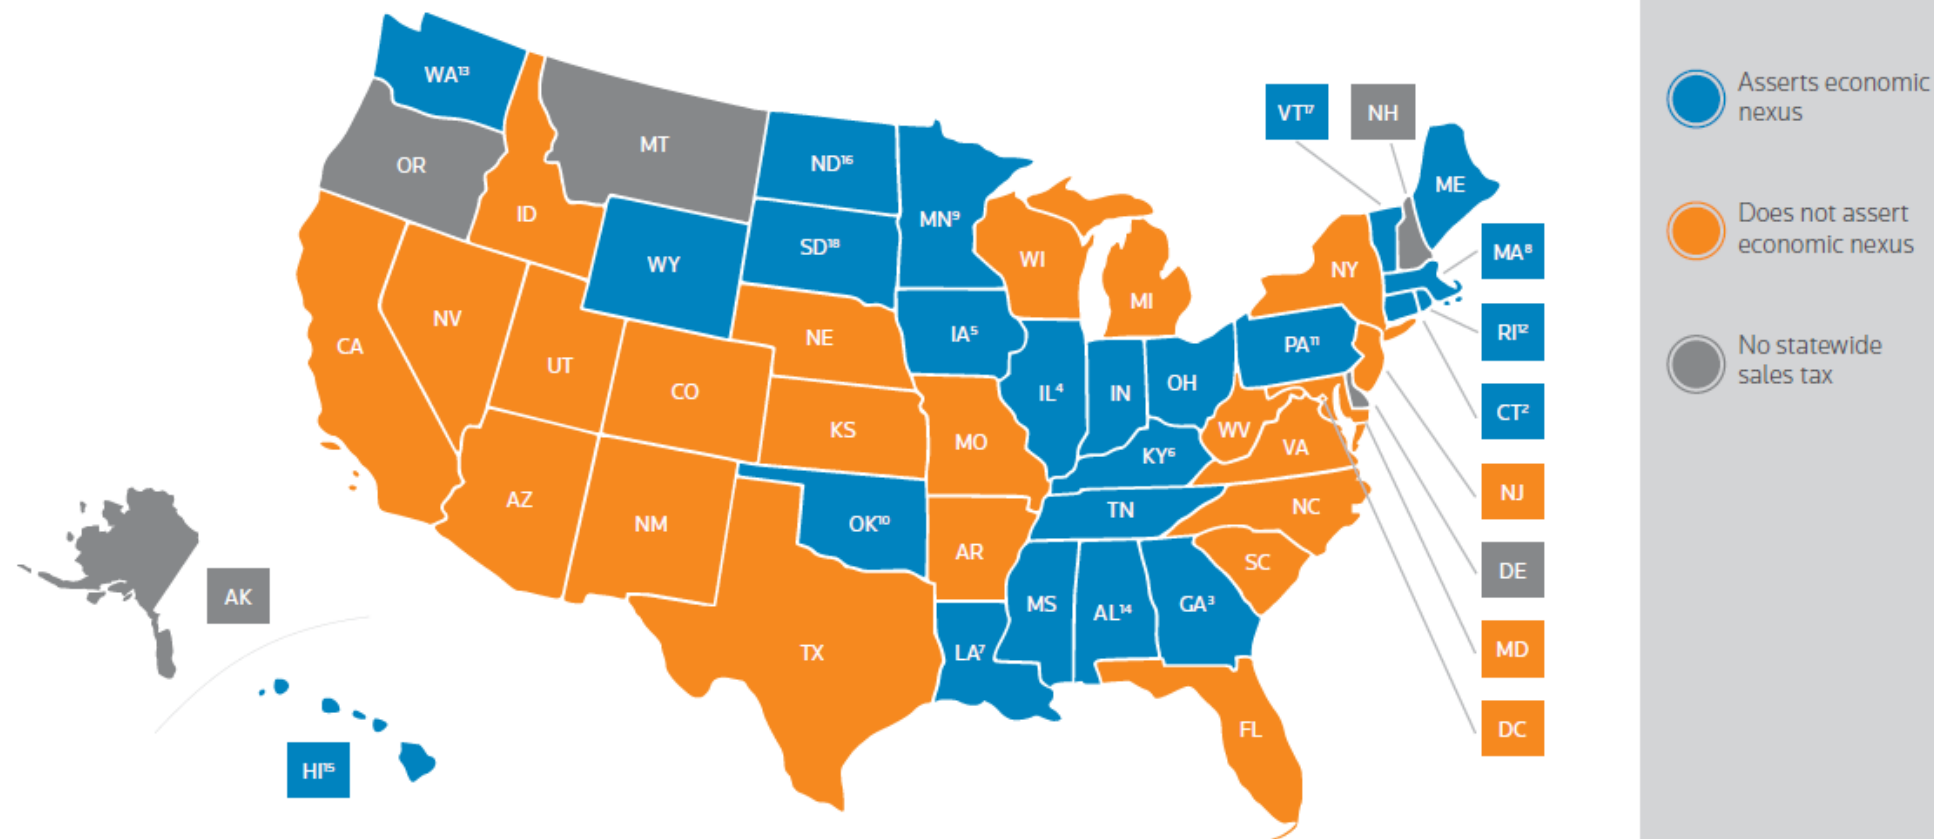 WA¹³
OR
CA
NV
ID
MT
WY
UT
AZ
CO
NM
ND¹⁶
SD¹⁸
NE
KS
OK¹⁰
TX
MN⁹
IA⁵
MO
AR
LA⁷
WI
IL⁴
MI
IN
OH
KY⁶
TN
MS
AL¹⁴
GA³
FL
SC
NC
VA
WV
PA¹¹
NY
VT¹⁷
NH
ME
MA⁸
RI¹²
CT²
NJ
DE
MD
DC
AK
HI¹⁵
Asserts economic
nexus
Does not assert
economic nexus
No statewide
sales tax